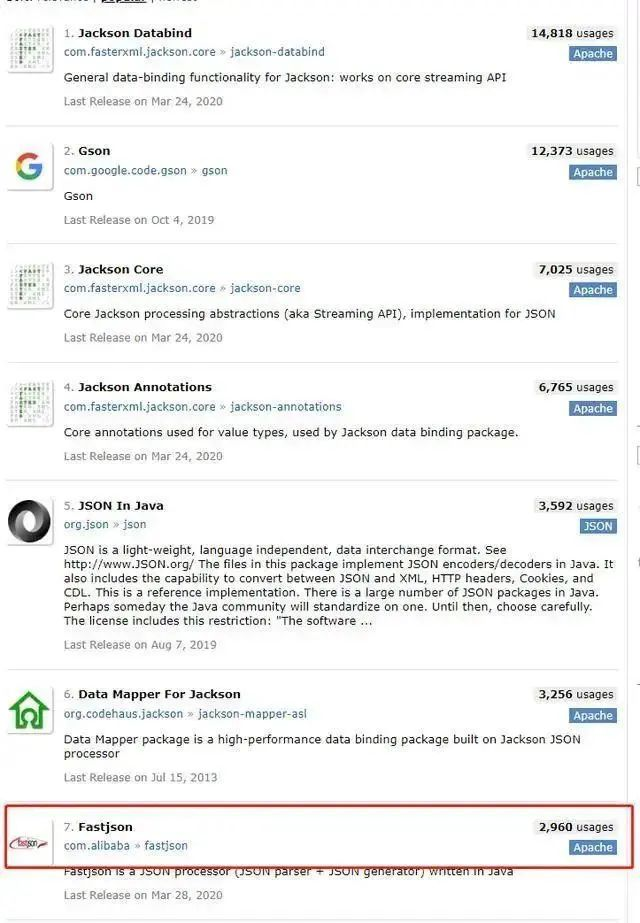 1. Jackson Databind
14,818 usages
com.fasterxml.jackson.core » jackson-databind
Apache
General data-binding functionality for Jackson: works on core streaming API
Last Release on Mar 24, 2020
2. Gson
12,373 usages
com.google.code.gson » gson
Apache
Gson
Last Release on Oct 4, 2019
3. Jackson Core
7,025 usages
com.fasterxml.jackson.core » jackson-core
Apache
Core Jackson processing abstractions (aka Streaming API), implementation for JSON
Last Release on Mar 24, 2020
4. Jackson Annotations
6,765 usages
com.fasterxml.jackson.core » jackson-annotations
Apache
Core annotations used for value types, used by Jackson data binding package.
Last Release on Mar 24, 2020
5. JSON In Java
3,592 usages
org.json » json
JSON
JSON is a light-weight, language independent, data interchange format. See
http://www.JSON.org/ The files in this package implement JSON encoders/decoders in Java. It
also includes the capability to convert between JSON and XML, HTTP headers, Cookies, and
CDL. This is a reference implementation. There is a large number of JSON packages in Java.
Perhaps someday the Java community will standardize on one. Until then, choose carefully.
The license includes this restriction: "The software ...
Last Release on Aug 7, 2019
6. Data Mapper For Jackson
3,256 usages
org.codehaus.jackson » jackson-mapper-asl
Apache
Data Mapper package is a high-performance data binding package built on Jackson JSON
processor
Last Release on Jul 15, 2013
7. Fastjson
2,960 usages
fastjson
com.alibaba » fastjson
Apache
Fastjson is a JSON processor (JSON parser + JSON generator) written in Java
Last Release on Mar 28, 2020